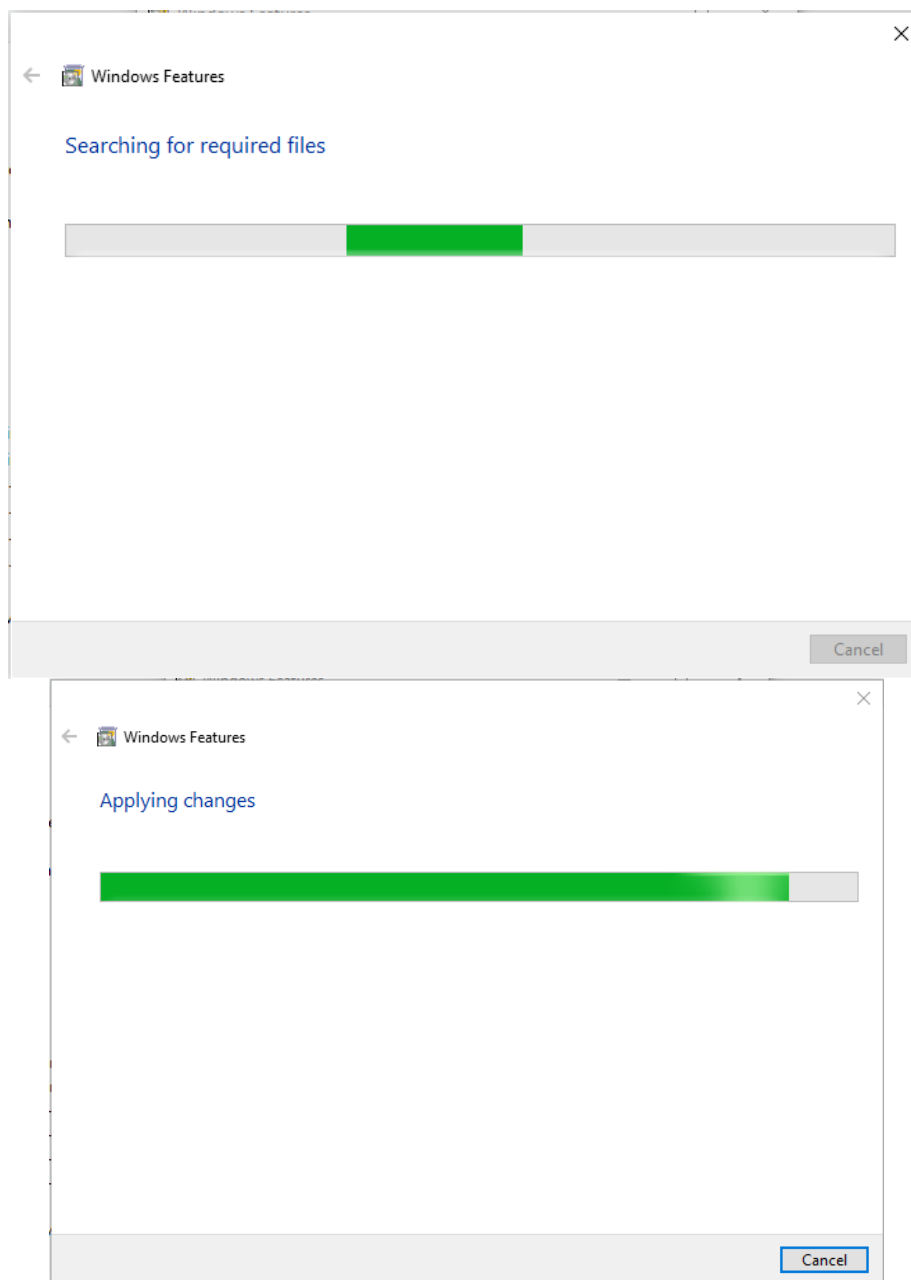 Windows Features
Searching for required files
Cancel
Windows Features
Applying changes
Cancel